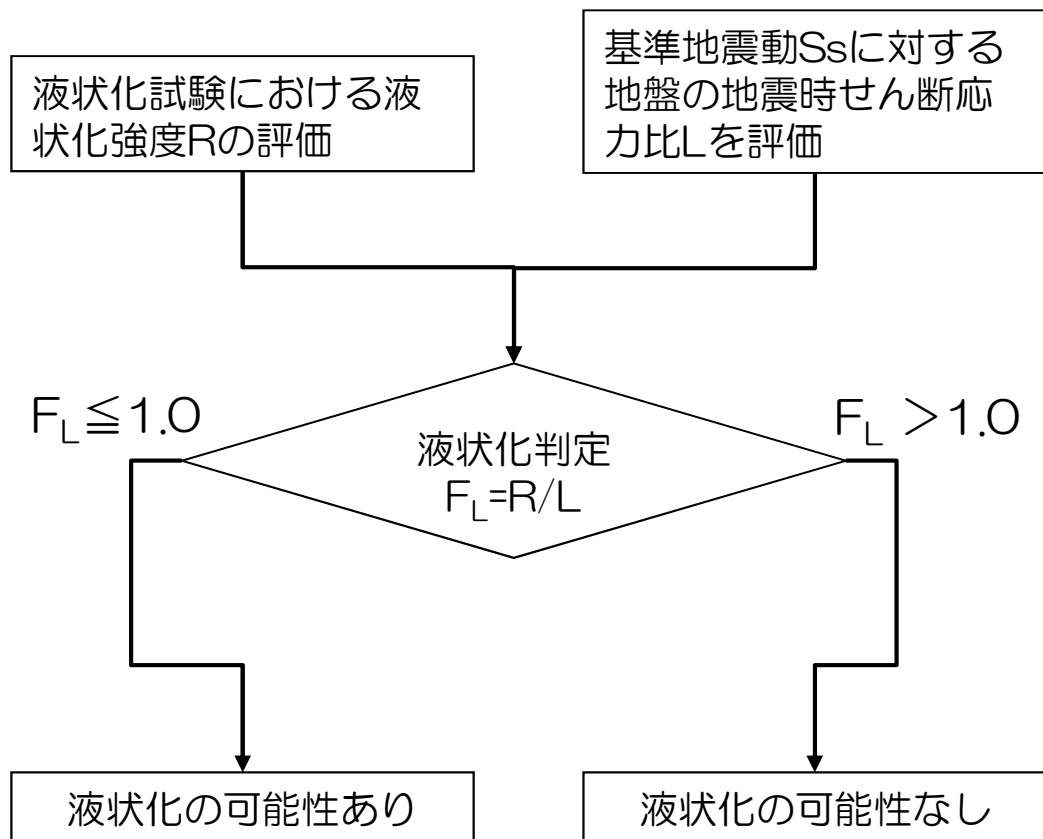 液状化試験における液
状化強度Rの評価
基準地震動Ssに対する
地盤の地震時せん断応
力比Lを評価
F_L≦1.0
F_L >1.0
液状化判定
F_L=R/L
液状化の可能性あり
液状化の可能性なし